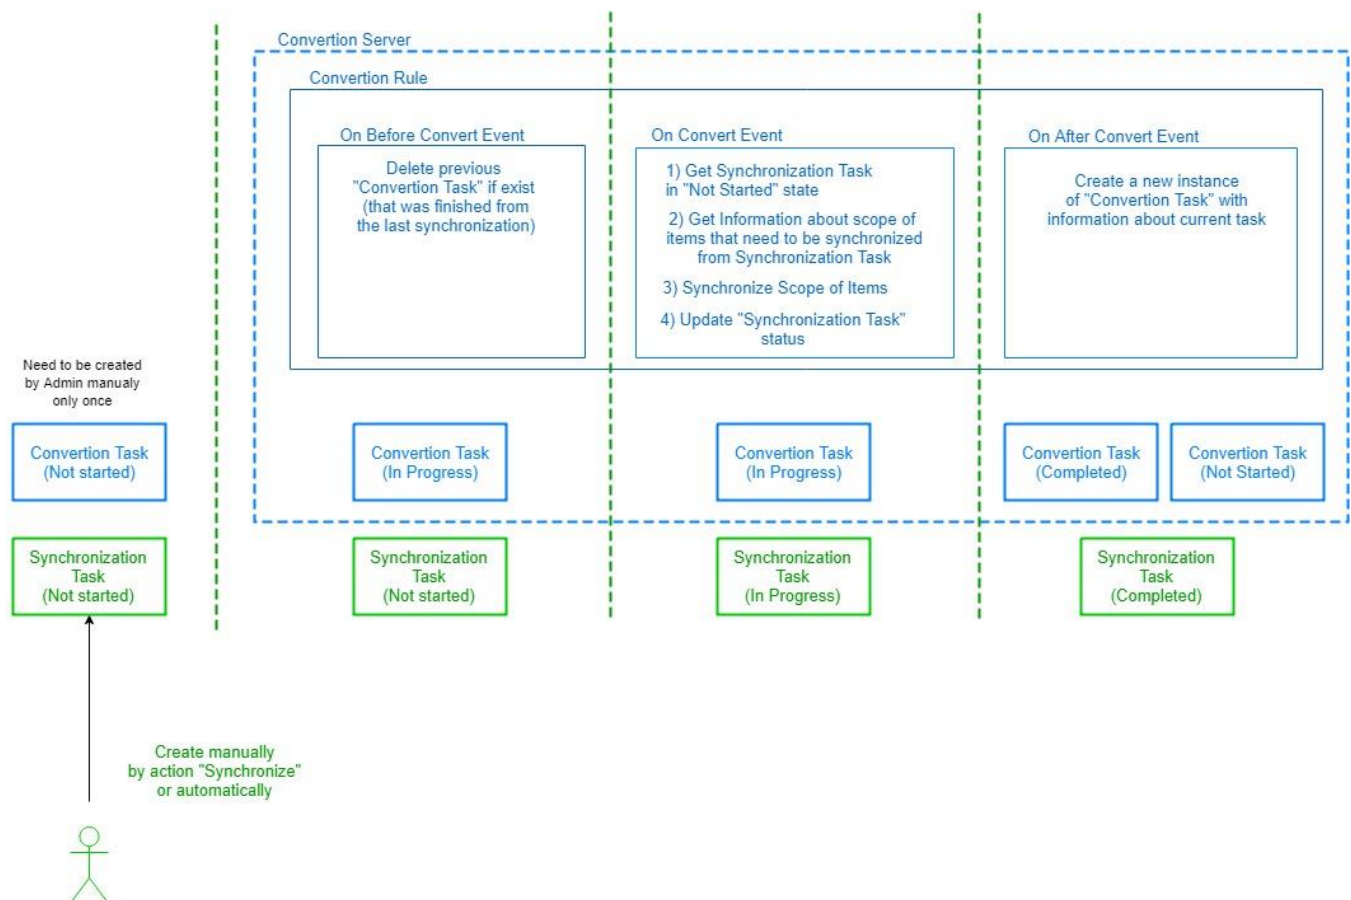 Convertion Server
Convertion Rule
On Before Convert Event
Delete previous
"Convertion Task" if exist
(that was finished from
the last synchronization)
On Convert Event
1) Get Synchronization Task
in "Not Started" state
2) Get Information about scope of
items that need to be synchronized
from Synchronization Task
3) Synchronize Scope of Items
4) Update "Synchronization Task"
status
On After Convert Event
Create a new instance
of "Convertion Task" with
information about current task
Need to be created
by Admin manualy
only once
Convertion Task
(Not started)
Convertion Task
(In Progress)
Convertion Task
(In Progress)
Convertion Task
(Completed)
Convertion Task
(Not Started)
Synchronization
Task
(Not started)
Synchronization
Task
(Not started)
Synchronization
Task
(In Progress)
Synchronization
Task
(Completed)
Create manually
by action "Synchronize"
or automatically